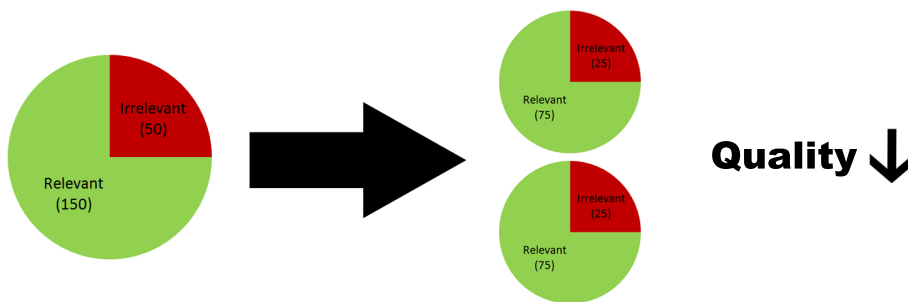 Irrelevant
(50)
Relevant
(150)
Irrelevant
(25)
Relevant
(75)
Irrelevant
(25)
Relevant
(75)
Quality